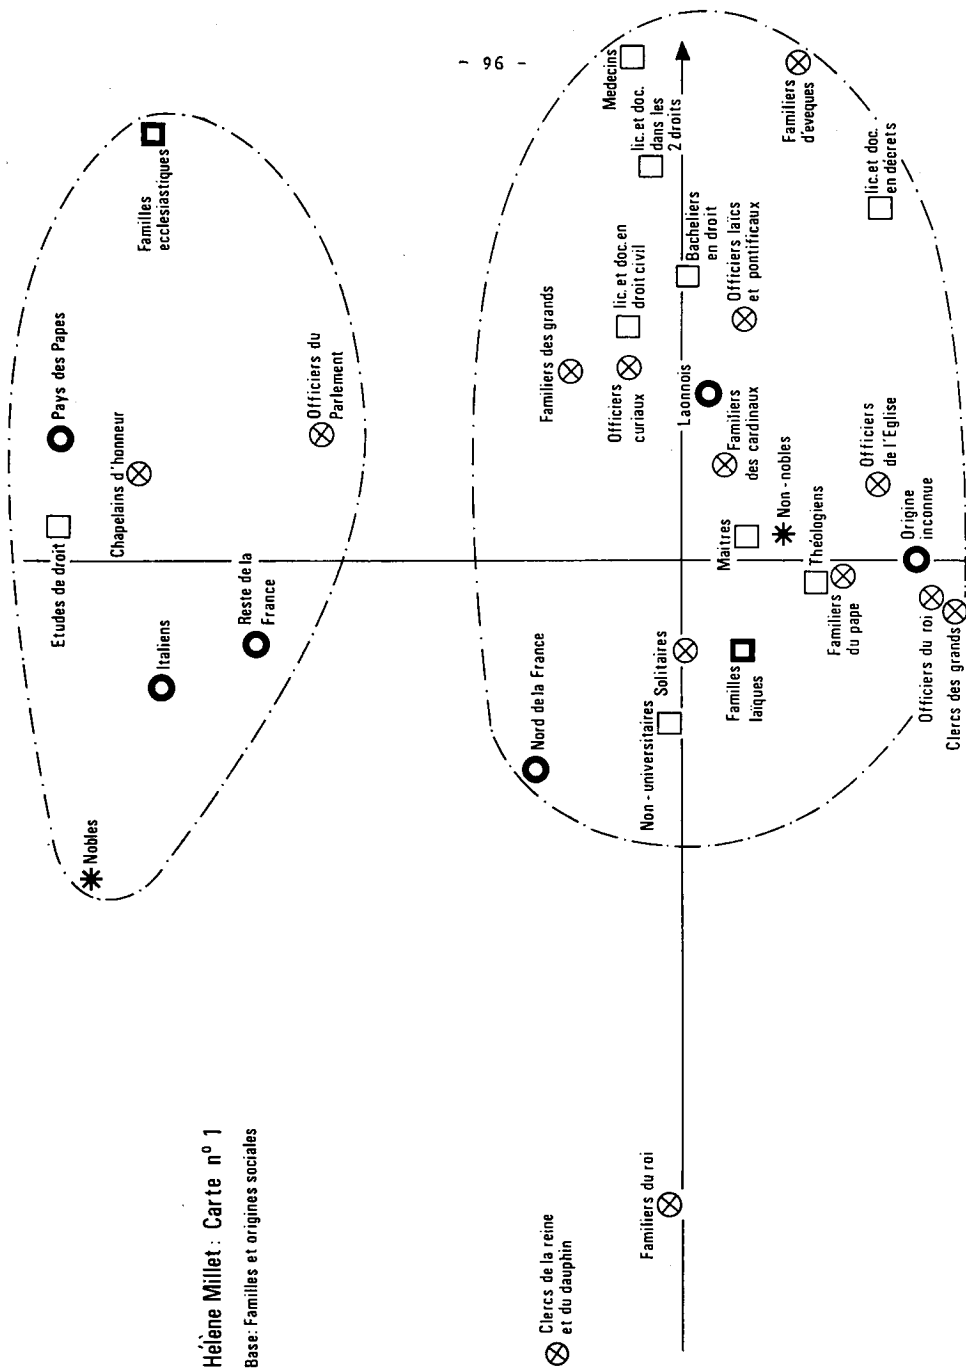 - 96 -
Hélène Millet : Carte nº 1
Base: Familles et origines sociales
Nobles
Italiens
Reste de la
France
Etudes de droit
Chapelains d'honneur
Pays des Papes
Officiers du
Parlement
Familles
ecclesiastiques
Clercs de la reine
et du dauphin
Familiers du roi
Nord de la France
Non-universitaires
Solitaires
Familles
laïques
Familiers des grands
Officiers
curiaux
lic. et doc. en
droit civil
Medecins
lic. et doc.
dans les
2 droits
Bacheliers
en droit
Laonnois
Officiers laïcs
et pontificaux
Familiers
d'eveques
lic. et doc.
en décrets
Familiers
des cardinaux
Maitres
Non-nobles
Théologiens
Familiers
du pape
Officiers
de l'Eglise
Origine
inconnue
Officiers du roi
Clercs des grands